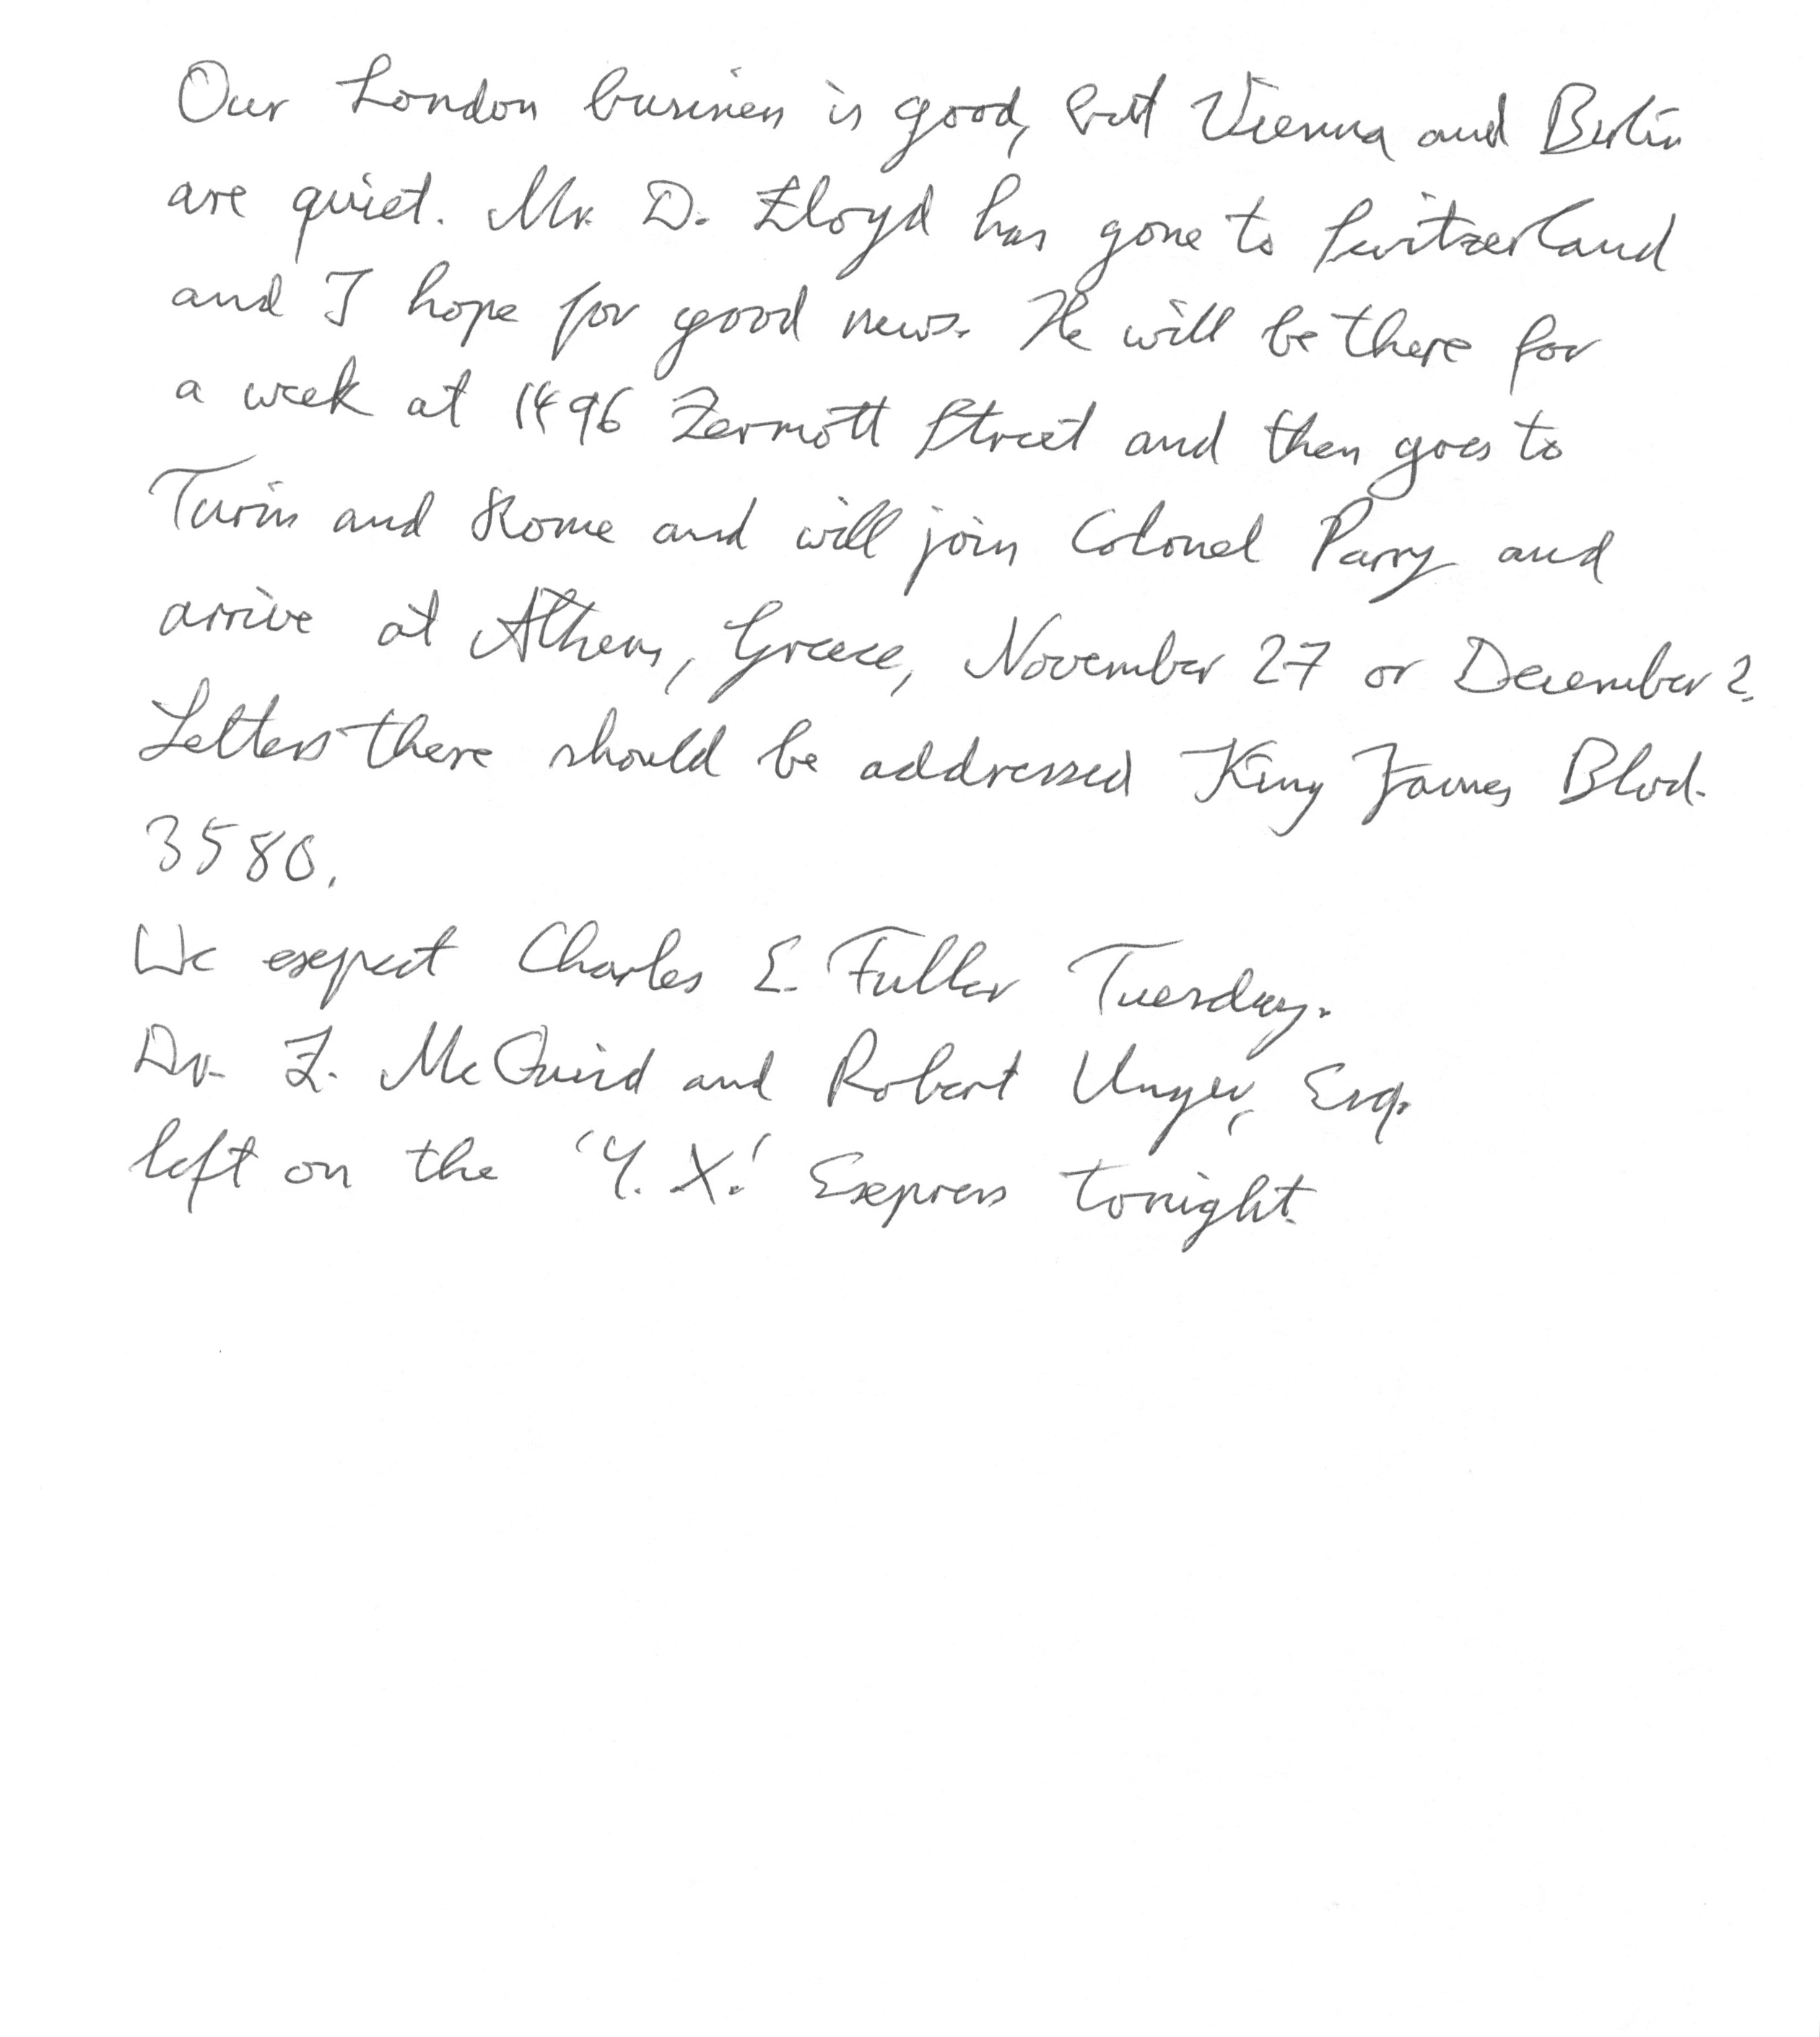 Our London business is good, but Vienna and Berlin
are quiet. Mr. D. Lloyd has gone to Switzerland
and I hope for good news. He will be there for
a week at 1496 Zermott Street and then goes to
Turin and Rome and will join Colonel Parry and
arrive at Athens, Greece, November 27 or December 2.
Letters there should be addressed King James Blvd.
3580.
We expect Charles E. Fuller Tuesday.
Dr. L. McQuaid and Robert Unger, Esq.
left on the 'Y. X.' Express tonight.